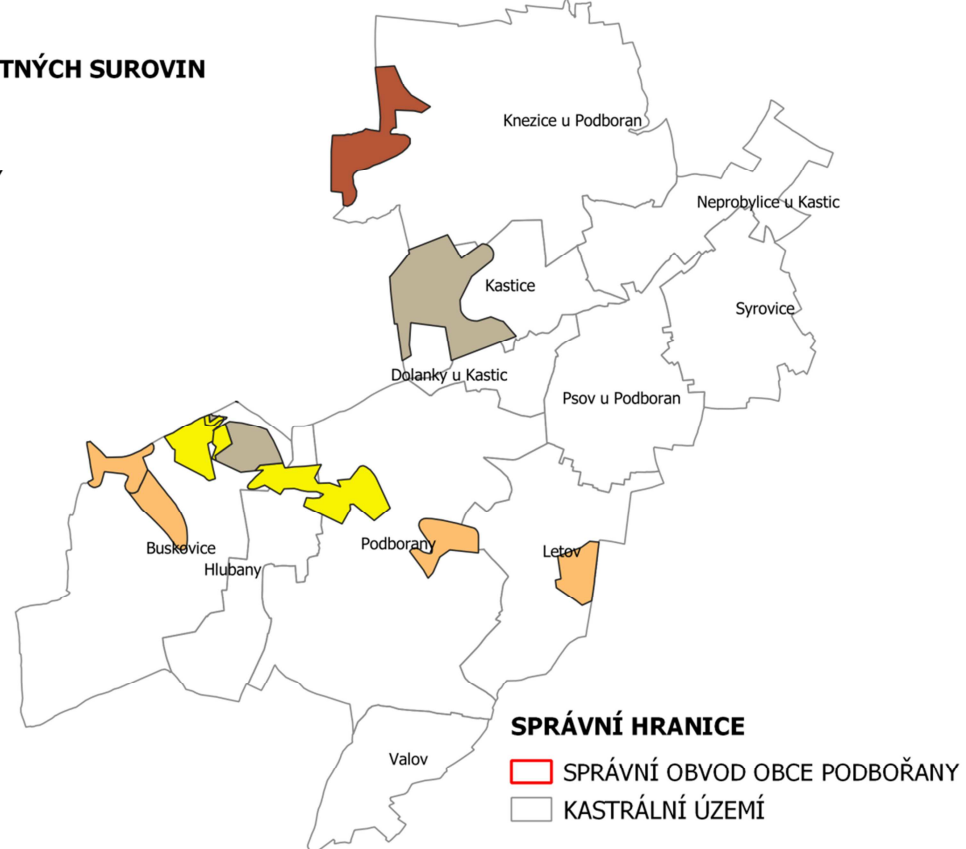 TNÝCH SUROVIN
Knezice u Podboran
Neprobylice u Kastic
Kastice
Syrovice
Dolanky u Kastic
Psov u Podboran
Podborany
Letov
Buskovice
Hlubany
SPRÁVNÍ HRANICE
Valov
SPRÁVNÍ OBVOD OBCE PODBOŘANY
KASTRÁLNÍ ÚZEMÍ